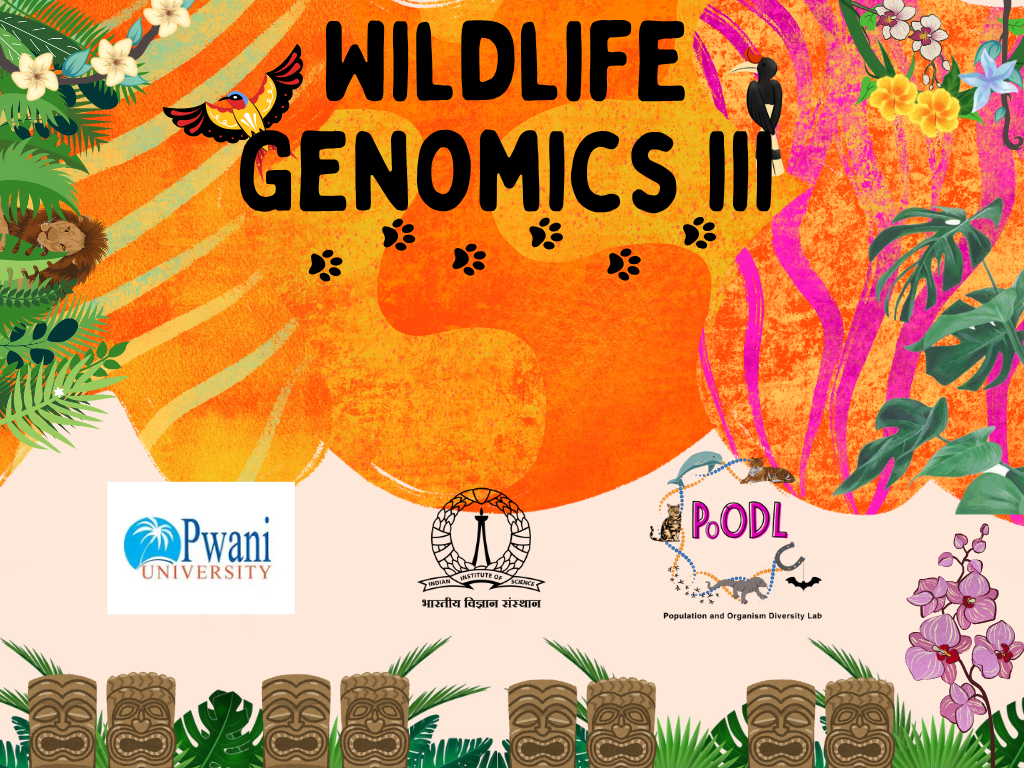 WILDLIFE
GENOMICS III
Pwani
UNIVERSITY
INDIAN INSTITUTE OF SCIENCE
भारतीय विज्ञान संस्थान
PoODL
Population and Organism Diversity Lab